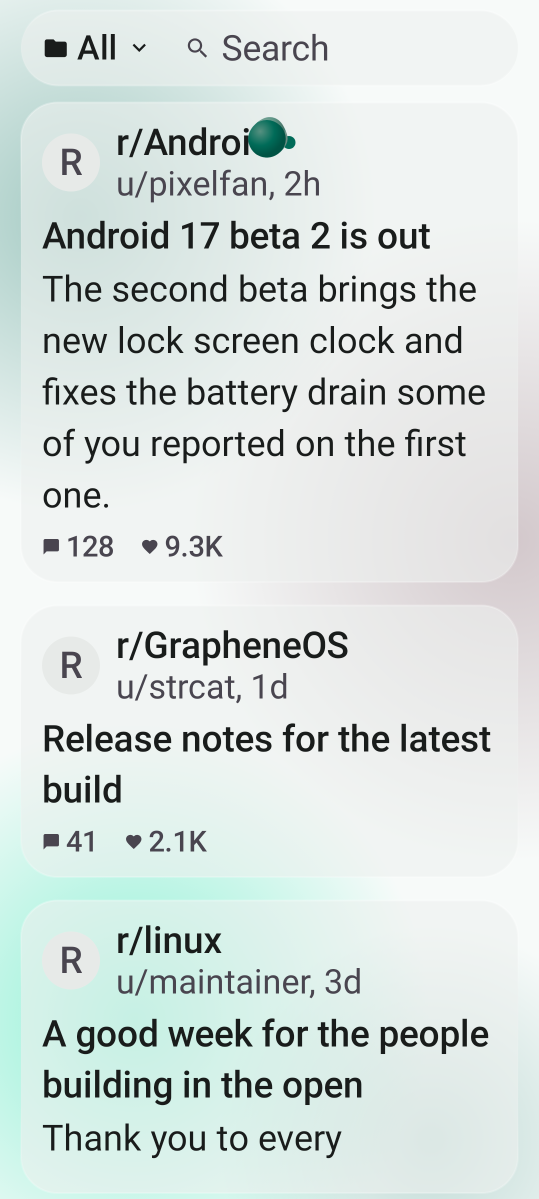 All Search
R
r/Androi
u/pixelfan, 2h
Android 17 beta 2 is out
The second beta brings the
new lock screen clock and
fixes the battery drain some
of you reported on the first
one.
128 9.3K
R
r/GrapheneOS
u/strcat, 1d
Release notes for the latest
build
41 2.1K
R
r/linux
u/maintainer, 3d
A good week for the people
building in the open
Thank you to every